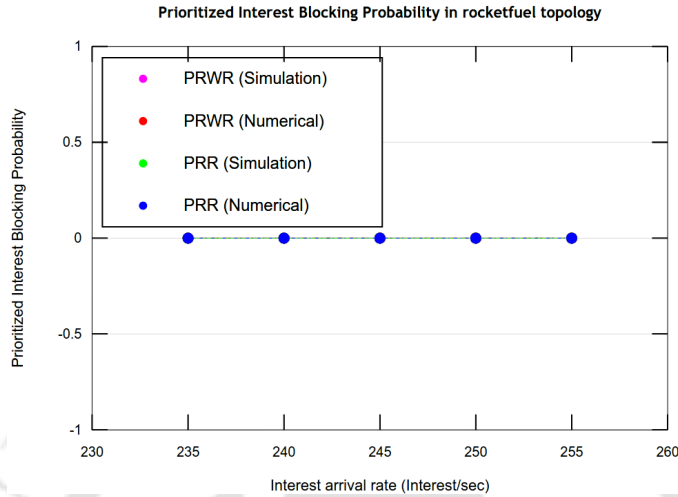 Prioritized Interest Blocking Probability in rocketfuel topology
1
PRWR (Simulation)
PRWR (Numerical)
0.5
PRR (Simulation)
PRR (Numerical)
0
-0.5
-1
Prioritized Interest Blocking Probability
230 235 240 245 250 255 260
Interest arrival rate (Interest/sec)